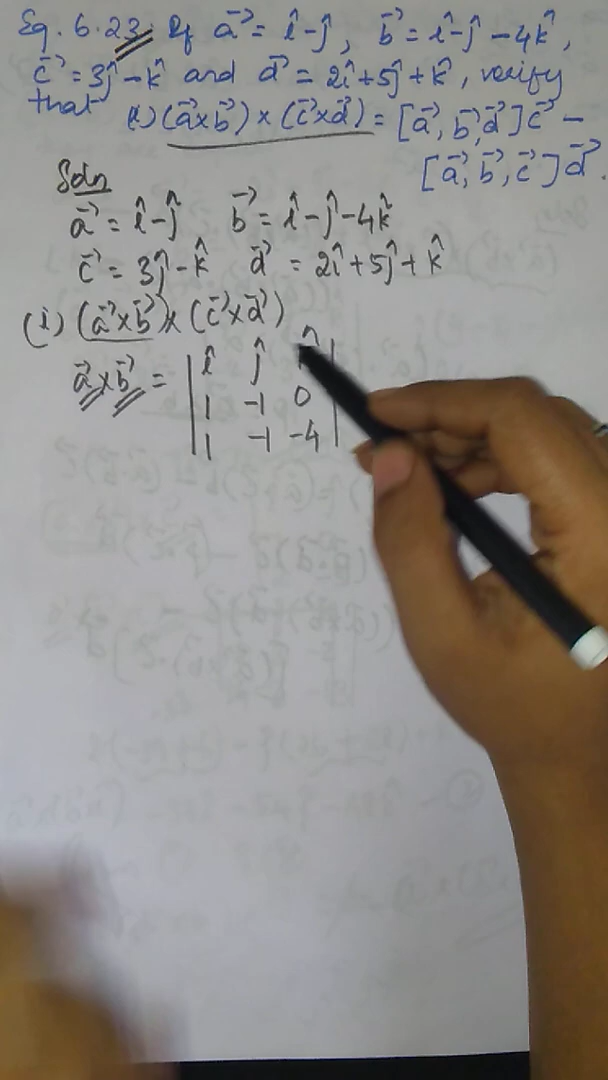 Eg. 6.23 If a⃗ = î-ĵ, b⃗ = î-ĵ-4k̂,
c⃗ = 3ĵ-k̂ and d⃗ = 2î+5ĵ+k̂, verify
that (i) (a⃗×b⃗)×(c⃗×d⃗) = [a⃗, b⃗, d⃗]c⃗ -
[a⃗, b⃗, c⃗]d⃗.
Soln
a⃗ = î-ĵ b⃗ = î-ĵ-4k̂
c⃗ = 3ĵ-k̂ d⃗ = 2î+5ĵ+k̂
(i) (a⃗×b⃗)×(c⃗×d⃗)
a⃗×b⃗ = | î ĵ |
| 1 -1 0 |
| 1 -1 -4 |